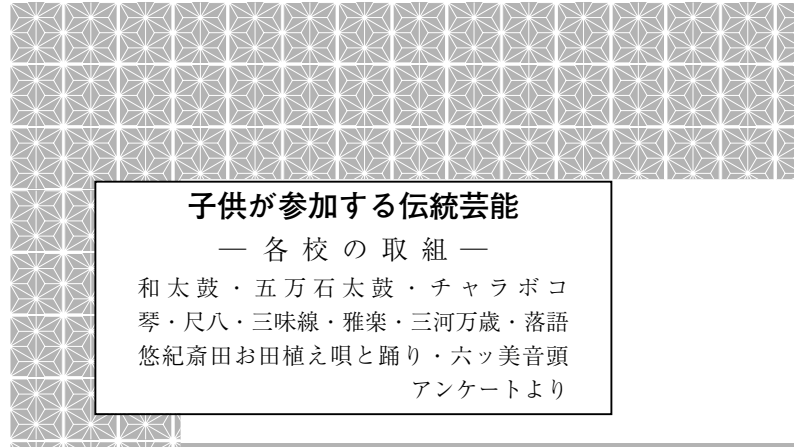 子供が参加する伝統芸能
― 各校の取組 ―
和太鼓・五万石太鼓・チャラボコ
琴・尺八・三味線・雅楽・三河万歳・落語
悠紀斎田お田植え唄と踊り・六ッ美音頭
アンケートより